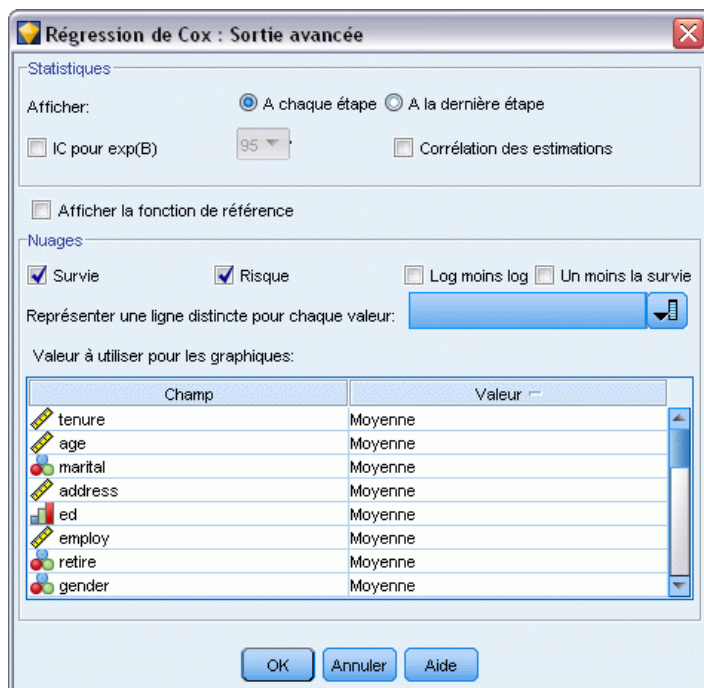 Régression de Cox : Sortie avancée
Statistiques
Afficher: A chaque étape A la dernière étape
IC pour exp(B) 95 Corrélation des estimations
Afficher la fonction de référence
Nuages
Survie Risque Log moins log Un moins la survie
Représenter une ligne distincte pour chaque valeur:
Valeur à utiliser pour les graphiques:
Champ Valeur
tenure Moyenne
age Moyenne
marital Moyenne
address Moyenne
ed Moyenne
employ Moyenne
retire Moyenne
gender Moyenne
OK Annuler Aide